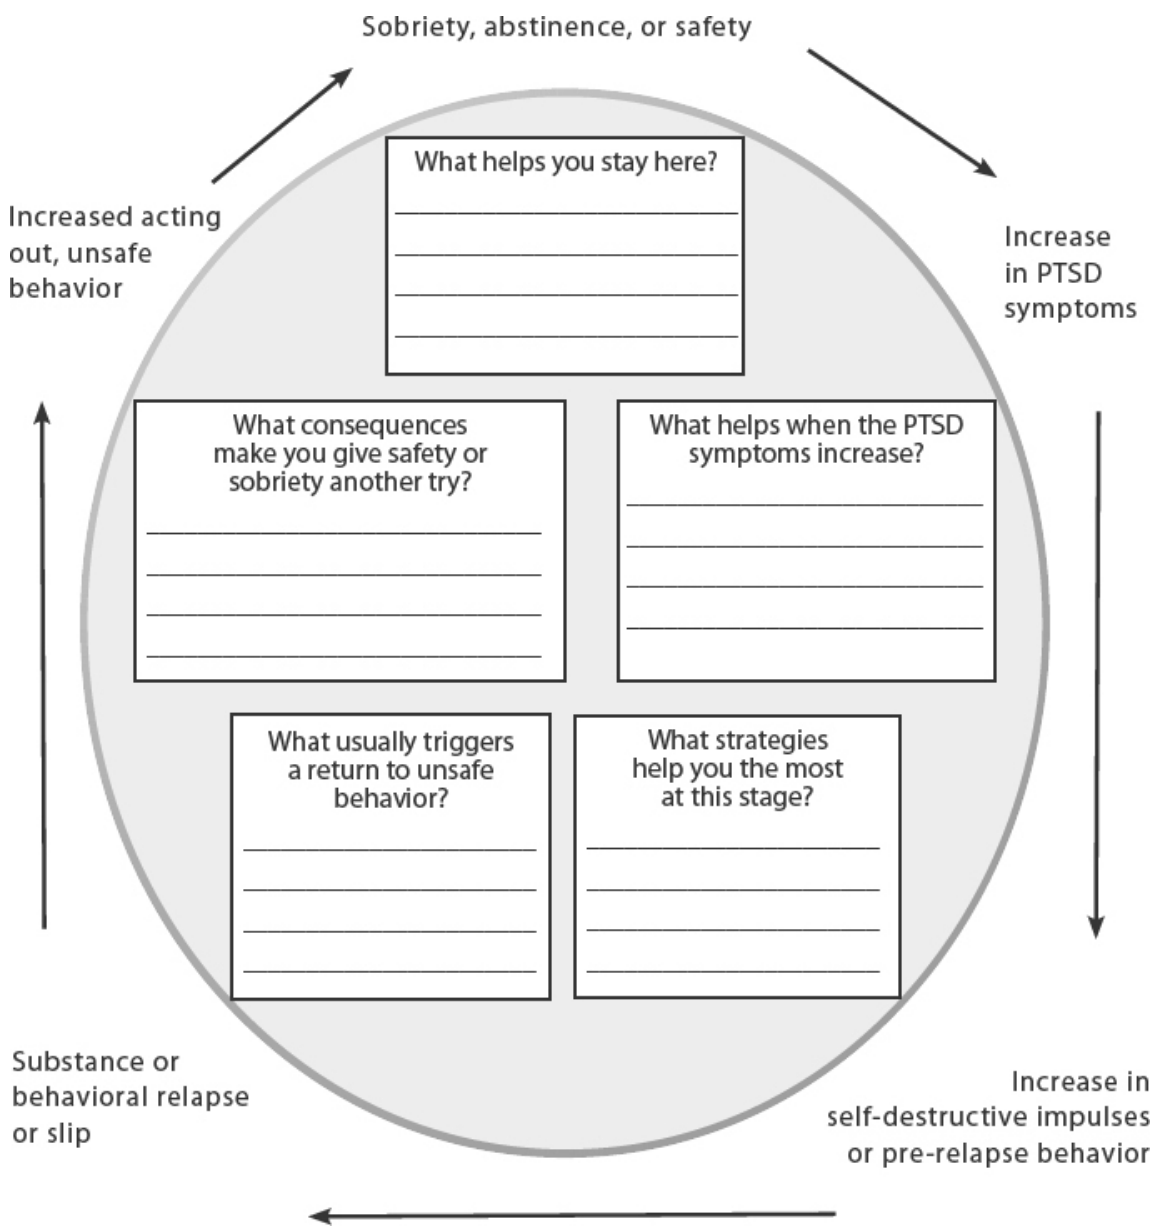 Sobriety, abstinence, or safety
What helps you stay here?
Increased acting
out, unsafe
behavior
Increase
in PTSD
symptoms
What consequences
make you give safety or
sobriety another try?
What helps when the PTSD
symptoms increase?
What usually triggers
a return to unsafe
behavior?
What strategies
help you the most
at this stage?
Substance or
behavioral relapse
or slip
Increase in
self-destructive impulses
or pre-relapse behavior